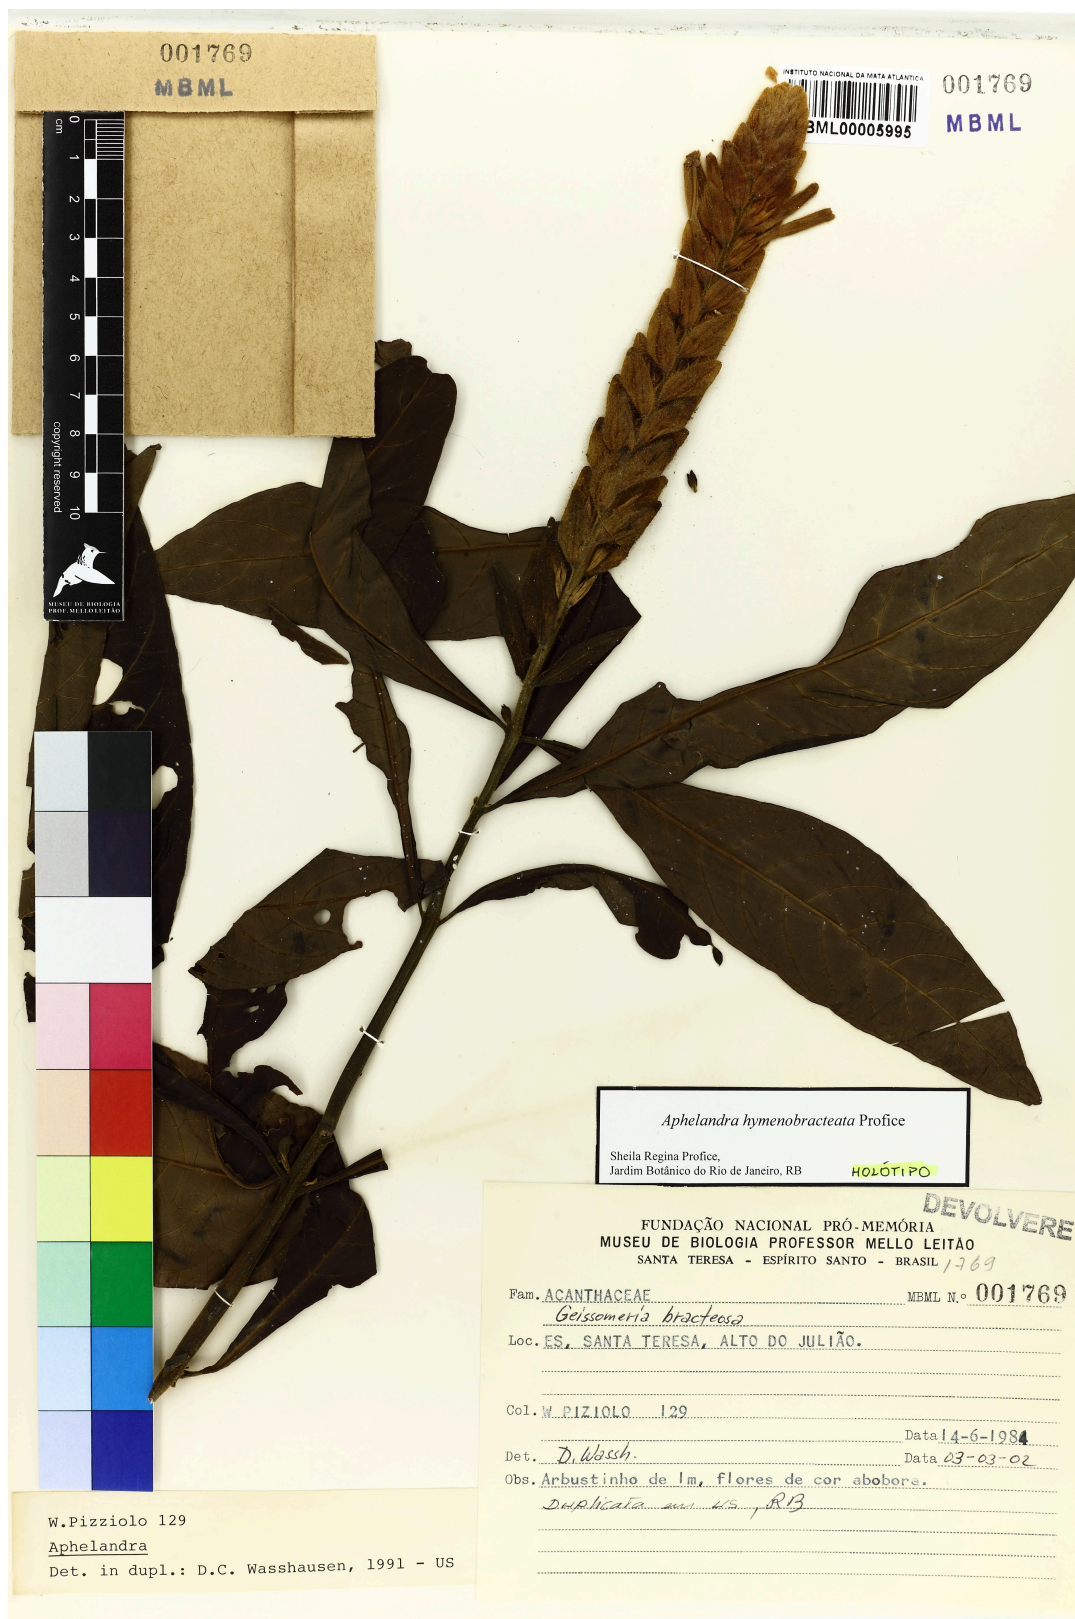 001769
MBML
INSTITUTO NACIONAL DA MATA ATLANTICA
BML00005995
001769
MBML
0
cm
1
2
3
4
5
6
7
8
9
10
copyright reserved
MUSEU DE BIOLOGIA
PROF. MELLO LEITÃO
Aphelandra hymenobracteata Profice
Sheila Regina Profice,
Jardim Botânico do Rio de Janeiro, RB HOLÓTIPO
DEVOLVERE
FUNDAÇÃO NACIONAL PRÓ-MEMÓRIA
MUSEU DE BIOLOGIA PROFESSOR MELLO LEITÃO
SANTA TERESA - ESPÍRITO SANTO - BRASIL 1769
Fam. ACANTHACEAE MBML N.º 001769
Geissomeria bracteosa
Loc. ES, SANTA TERESA, ALTO DO JULIÃO.
Col. W PIZIOLO 129
Data 14-6-1984
Det. D. Wassh. Data 03-03-02
Obs. Arbustinho de 1m, flores de cor abobora.
Duplicata em US, RB
W.Pizziolo 129
Aphelandra
Det. in dupl.: D.C. Wasshausen, 1991 - US